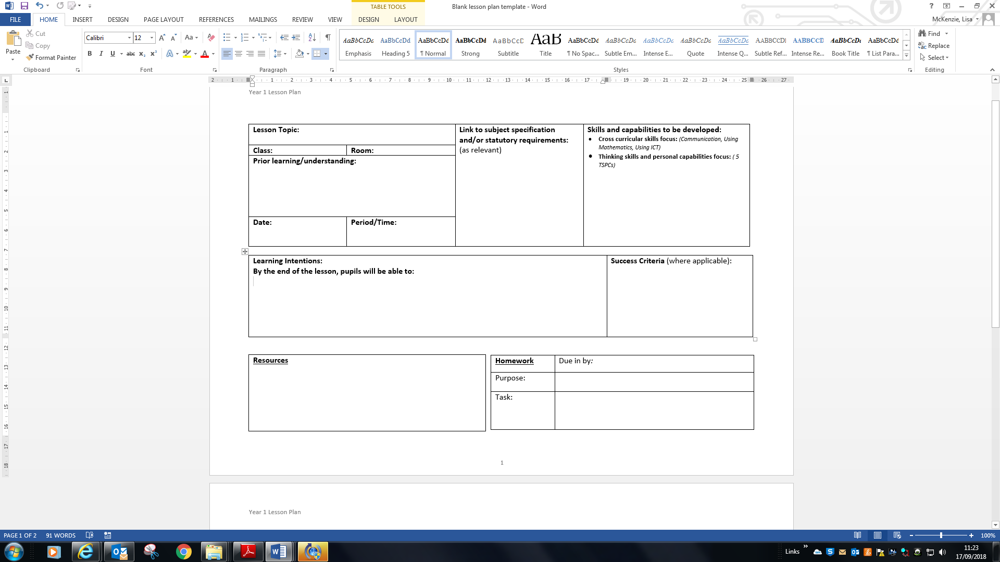 Blank lesson plan template - Word
TABLE TOOLS
FILE HOME INSERT DESIGN PAGE LAYOUT REFERENCES MAILINGS REVIEW VIEW DESIGN LAYOUT
McKenzie, Lisa
Paste
Cut
Copy
Format Painter
Clipboard
Calibri 12
Font
Paragraph
AaBbCcDc AaBbCcDd AaBbCcDd AaBbCcDd AaBbCcD AaB AaBbCcDd AaBbCcDc AaBbCcDc AaBbCcDc AaBbCcDc AABBCCDI AABBCCD AaBbCcDc AaBbCcDd
Emphasis Heading 5 ¶ Normal Strong Subtitle Title ¶ No Spac... Subtle Em... Intense E... Quote Intense Q... Subtle Ref... Intense Re... Book Title ¶ List Para...
Styles
Find
Replace
Select
Editing
2 1 1 2 3 4 5 6 7 8 9 10 11 12 13 14 15 16 17 19 20 21 22 23 24 25 26 27
Year 1 Lesson Plan
Lesson Topic:
Class: Room:
Prior learning/understanding:
Date: Period/Time:
Link to subject specification
and/or statutory requirements:
(as relevant)
Skills and capabilities to be developed:
• Cross curricular skills focus: (Communication, Using
Mathematics, Using ICT)
• Thinking skills and personal capabilities focus: ( 5
TSPCs)
Learning Intentions:
By the end of the lesson, pupils will be able to:
Success Criteria (where applicable):
Resources
Homework Due in by:
Purpose:
Task:
1
Year 1 Lesson Plan
PAGE 1 OF 2 91 WORDS
100%
Links
11:23
17/09/2018